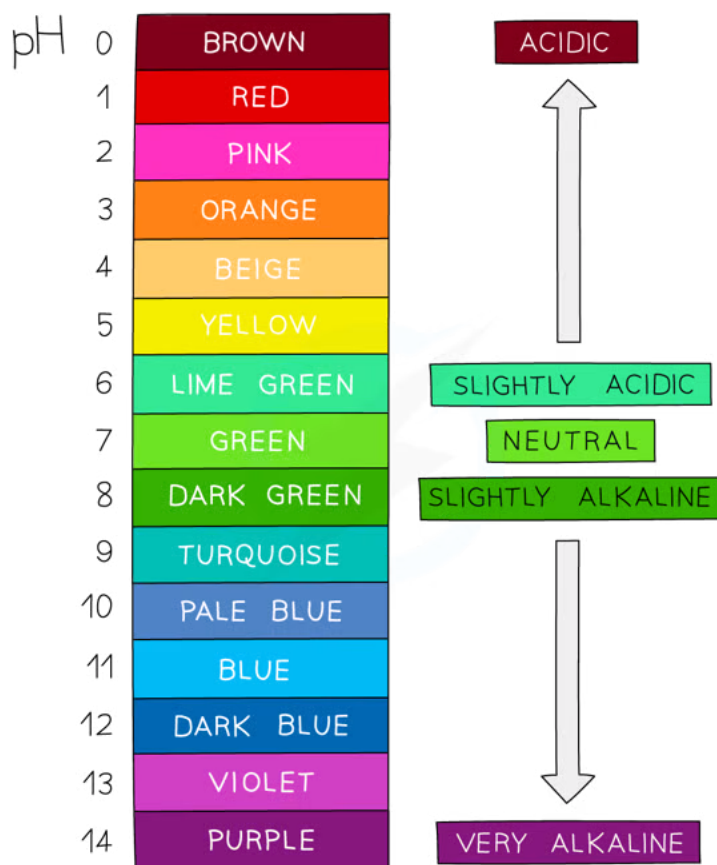 pH 0 BROWN ACIDIC
1 RED
2 PINK
3 ORANGE
4 BEIGE
5 YELLOW
6 LIME GREEN SLIGHTLY ACIDIC
7 GREEN NEUTRAL
8 DARK GREEN SLIGHTLY ALKALINE
9 TURQUOISE
10 PALE BLUE
11 BLUE
12 DARK BLUE
13 VIOLET
14 PURPLE VERY ALKALINE